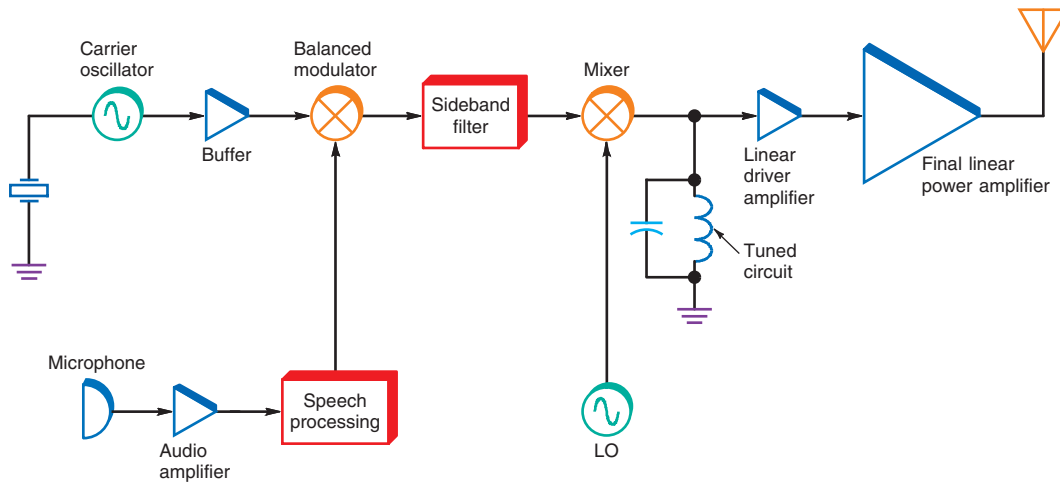 Carrier
oscillator
Balanced
modulator
Mixer
Sideband
filter
Buffer
Linear
driver
amplifier
Final linear
power amplifier
Tuned
circuit
Microphone
Speech
processing
Audio
amplifier
LO